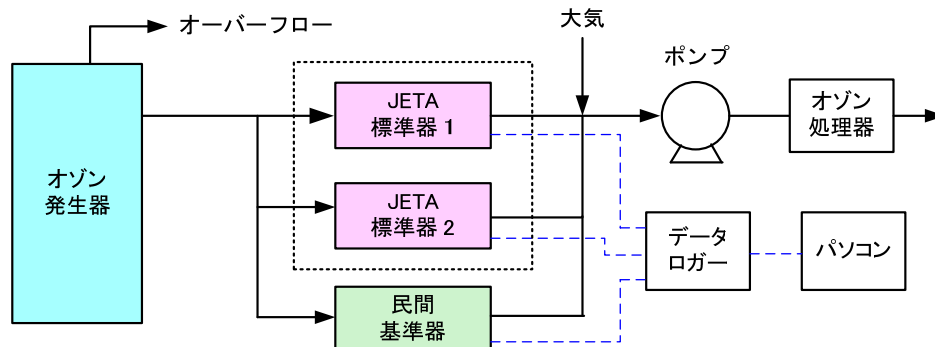 オーバーフロー
大気
ポンプ
オゾン
発生器
JETA
標準器 1
オゾン
処理器
JETA
標準器 2
データ
ロガー
パソコン
民間
基準器